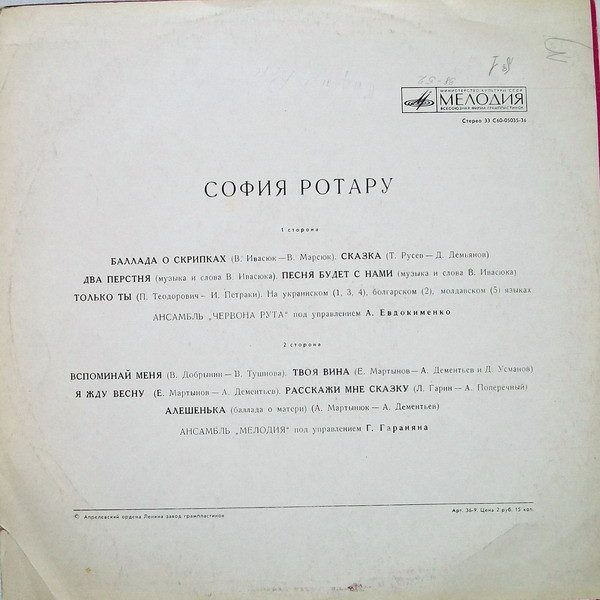 МИНИСТЕРСТВО КУЛЬТУРЫ СССР
МЕЛОДИЯ
ВСЕСОЮЗНАЯ ФИРМА ГРАМПЛАСТИНОК
Стерео 33 С60-05035-36
СОФИЯ РОТАРУ
1 сторона
БАЛЛАДА О СКРИПКАХ (В. Ивасюк — В. Марсюк). СКАЗКА (Т. Русев — Д. Демьянов)
ДВА ПЕРСТНЯ (музыка и слова В. Ивасюка). ПЕСНЯ БУДЕТ С НАМИ (музыка и слова В. Ивасюка)
ТОЛЬКО ТЫ (П. Теодорович — И. Петраки). На украинском (1, 3, 4), болгарском (2), молдавском (5) языках
АНСАМБЛЬ „ЧЕРВОНА РУТА“ под управлением А. Евдокименко
2 сторона
ВСПОМИНАЙ МЕНЯ (В. Добрынин — В. Тушнова). ТВОЯ ВИНА (Е. Мартынов — А. Дементьев и Д. Усманов)
Я ЖДУ ВЕСНУ (Е. Мартынов — А. Дементьев). РАССКАЖИ МНЕ СКАЗКУ (Л. Гарин — А. Поперечный)
АЛЕШЕНЬКА (баллада о матери) (А. Мартынюк — А. Дементьев)
АНСАМБЛЬ „МЕЛОДИЯ“ под управлением Г. Гараняна
© Апрелевский ордена Ленина завод грампластинок
Арт. 36-9. Цена 2 руб. 15 коп.